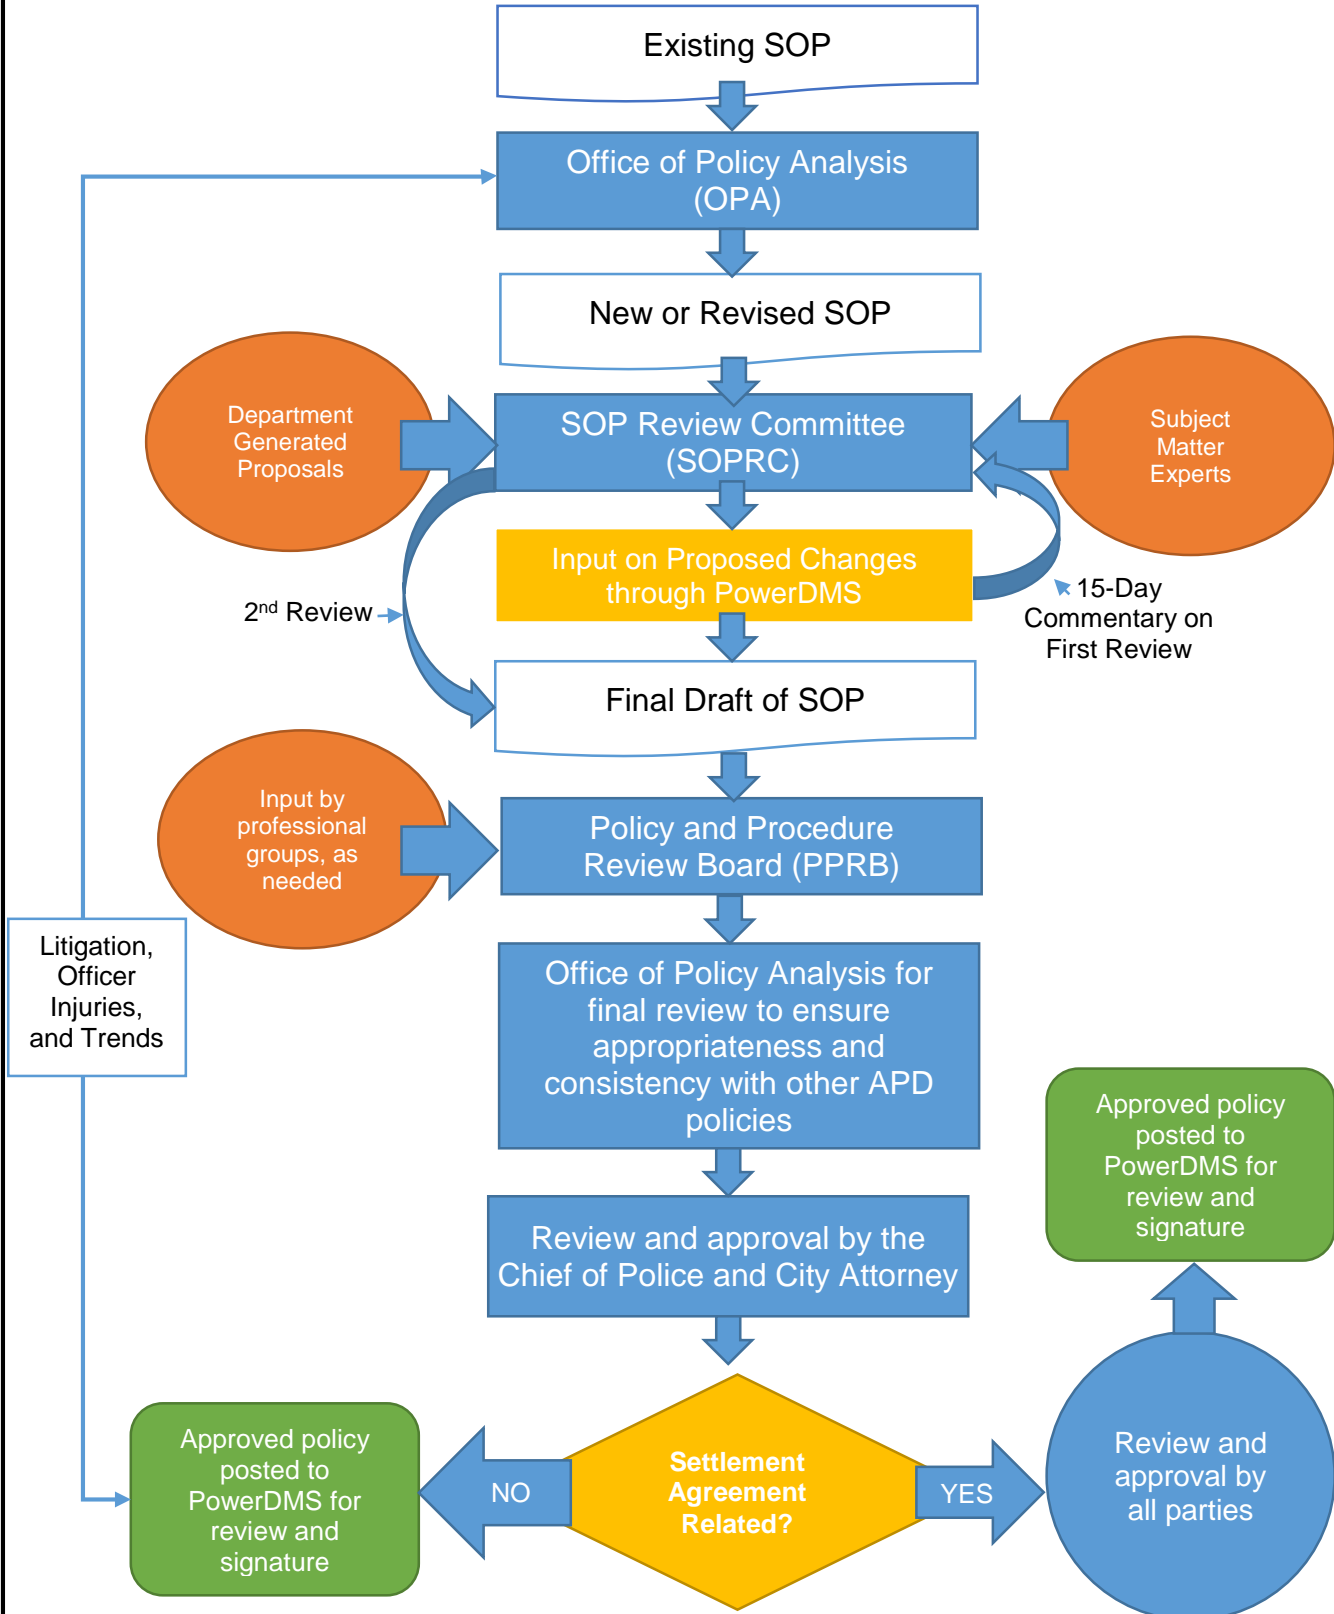 Existing SOP
Office of Policy Analysis
(OPA)
New or Revised SOP
Department
Generated
Proposals
SOP Review Committee
(SOPRC)
Subject
Matter
Experts
Input on Proposed Changes
through PowerDMS
2nd Review
15-Day
Commentary on
First Review
Final Draft of SOP
Input by
professional
groups, as
needed
Policy and Procedure
Review Board (PPRB)
Litigation,
Officer
Injuries,
and Trends
Office of Policy Analysis for
final review to ensure
appropriateness and
consistency with other APD
policies
Approved policy
posted to
PowerDMS for
review and
signature
Review and approval by the
Chief of Police and City Attorney
Approved policy
posted to
PowerDMS for
review and
signature
NO
Settlement
Agreement
Related?
YES
Review and
approval by
all parties